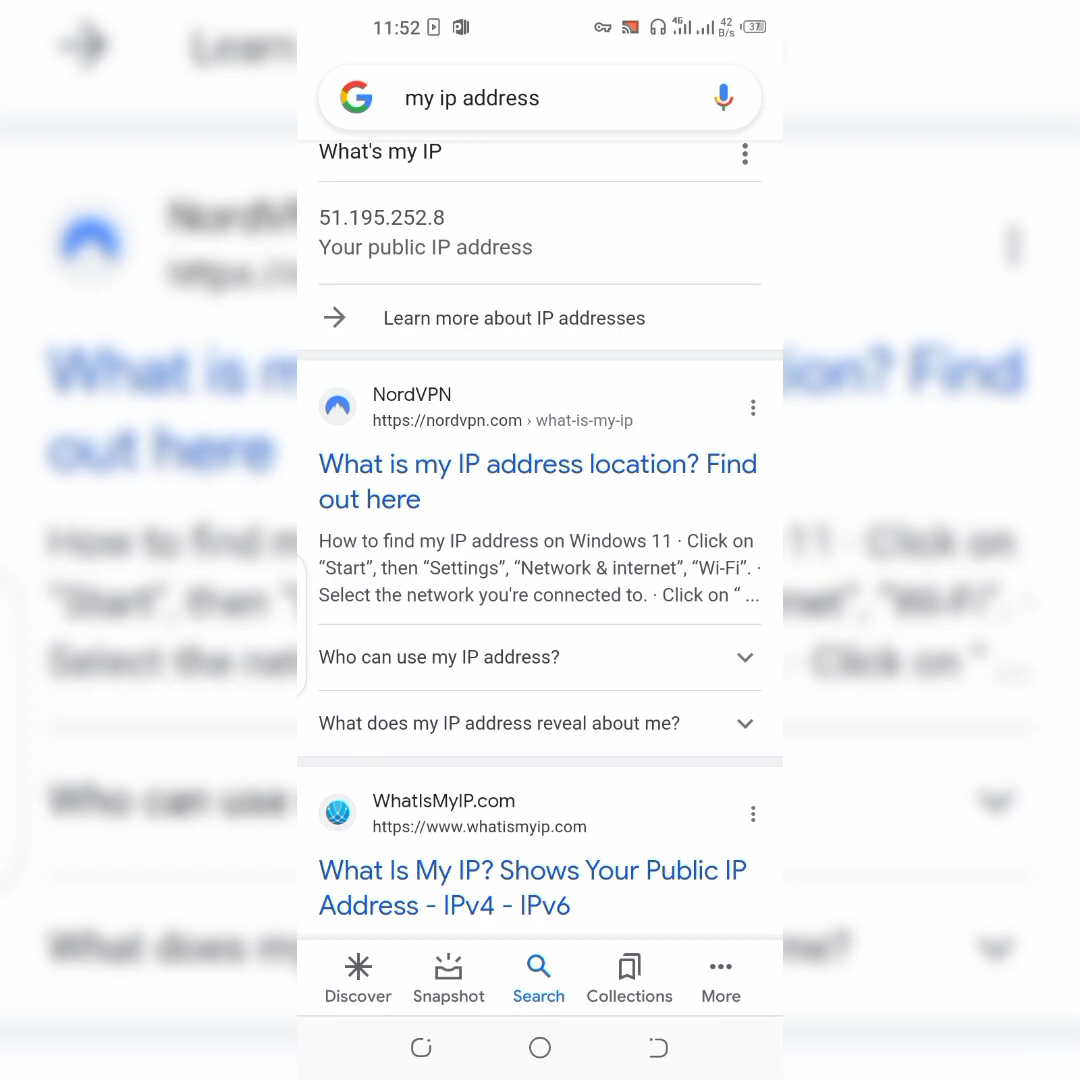 11:52
4G
42
B/s
37
my ip address
What's my IP
51.195.252.8
Your public IP address
Learn more about IP addresses
NordVPN
https://nordvpn.com › what-is-my-ip
What is my IP address location? Find
out here
How to find my IP address on Windows 11 · Click on
“Start”, then “Settings”, “Network & internet”, “Wi-Fi”. ·
Select the network you're connected to. · Click on “ ...
Who can use my IP address?
What does my IP address reveal about me?
WhatIsMyIP.com
https://www.whatismyip.com
What Is My IP? Shows Your Public IP
Address - IPv4 - IPv6
Discover
Snapshot
Search
Collections
More